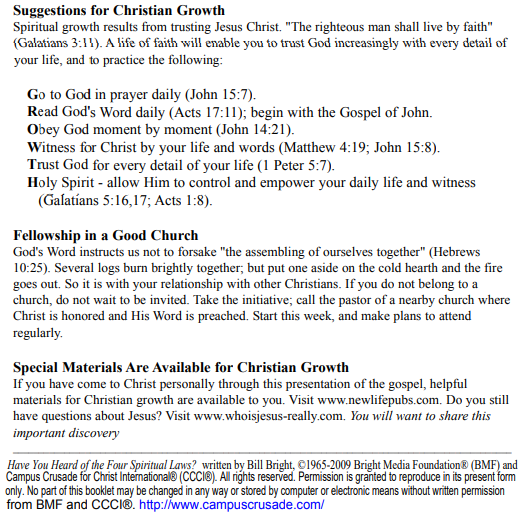 Suggestions for Christian Growth
Spiritual growth results from trusting Jesus Christ. "The righteous man shall live by faith"
(Galatians 3:11). A life of faith will enable you to trust God increasingly with every detail of
your life, and to practice the following:
Go to God in prayer daily (John 15:7).
Read God's Word daily (Acts 17:11); begin with the Gospel of John.
Obey God moment by moment (John 14:21).
Witness for Christ by your life and words (Matthew 4:19; John 15:8).
Trust God for every detail of your life (1 Peter 5:7).
Holy Spirit - allow Him to control and empower your daily life and witness
(Galatians 5:16,17; Acts 1:8).
Fellowship in a Good Church
God's Word instructs us not to forsake "the assembling of ourselves together" (Hebrews
10:25). Several logs burn brightly together; but put one aside on the cold hearth and the fire
goes out. So it is with your relationship with other Christians. If you do not belong to a
church, do not wait to be invited. Take the initiative; call the pastor of a nearby church where
Christ is honored and His Word is preached. Start this week, and make plans to attend
regularly.
Special Materials Are Available for Christian Growth
If you have come to Christ personally through this presentation of the gospel, helpful
materials for Christian growth are available to you. Visit www.newlifepubs.com. Do you still
have questions about Jesus? Visit www.whoisjesus-really.com. You will want to share this
important discovery
Have You Heard of the Four Spiritual Laws? written by Bill Bright, ©1965-2009 Bright Media Foundation® (BMF) and
Campus Crusade for Christ International® (CCCI®). All rights reserved. Permission is granted to reproduce in its present form
only. No part of this booklet may be changed in any way or stored by computer or electronic means without written permission
from BMF and CCCI®. http://www.campuscrusade.com/